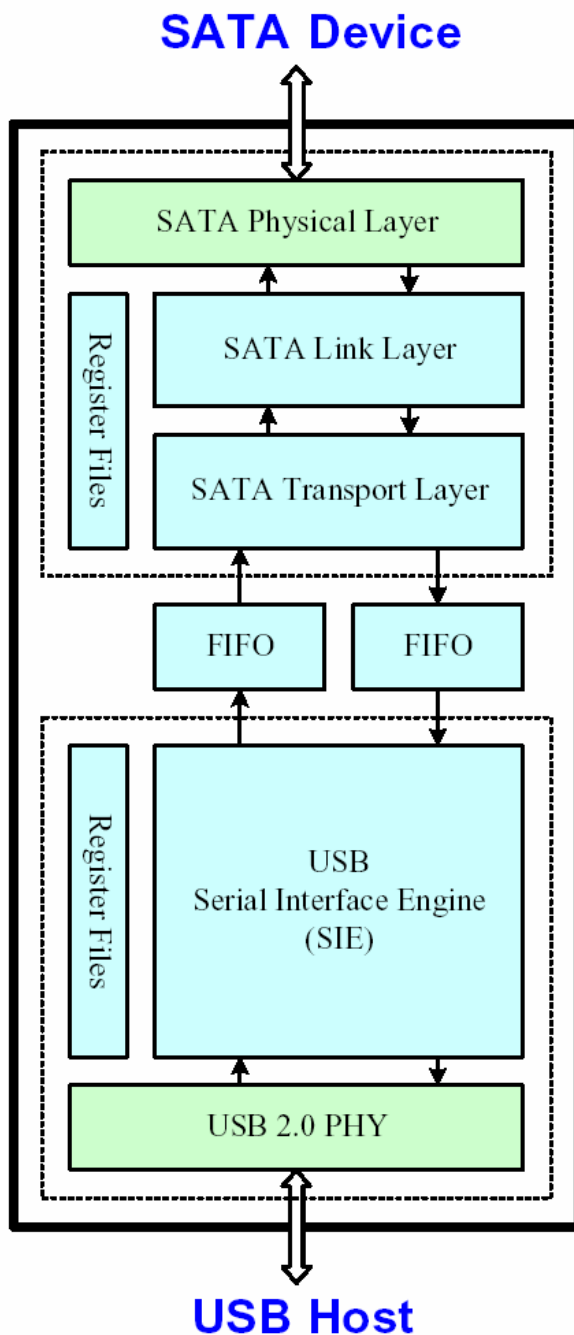 SATA Device
SATA Physical Layer
Register Files
SATA Link Layer
SATA Transport Layer
FIFO
FIFO
Register Files
USB
Serial Interface Engine
(SIE)
USB 2.0 PHY
USB Host